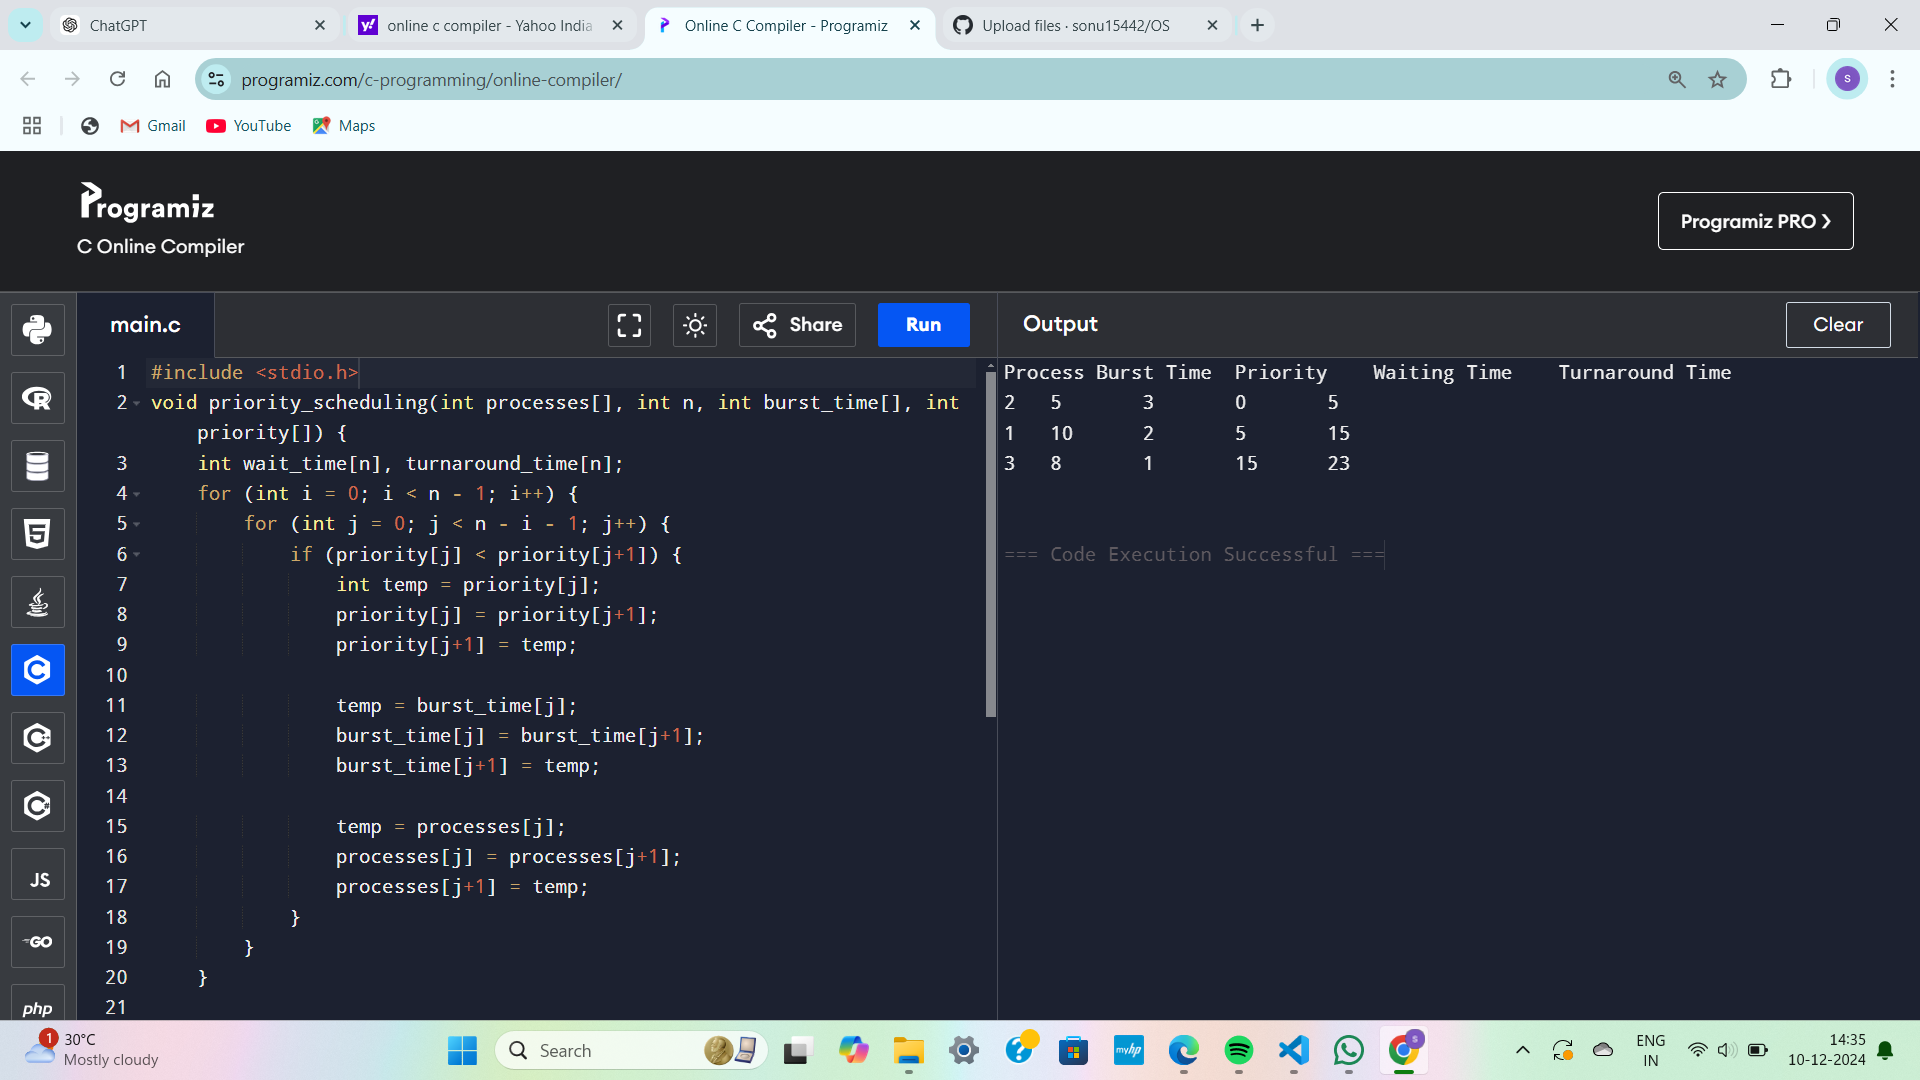 ChatGPT
online c compiler - Yahoo India
Online C Compiler - Programiz
Upload files · sonu15442/OS
programiz.com/c-programming/online-compiler/
S
Gmail
YouTube
Maps
Programiz
C Online Compiler
Programiz PRO
main.c
Share
Run
Output
Clear
1 #include <stdio.h>
2 void priority_scheduling(int processes[], int n, int burst_time[], int
priority[]) {
3 int wait_time[n], turnaround_time[n];
4 for (int i = 0; i < n - 1; i++) {
5 for (int j = 0; j < n - i - 1; j++) {
6 if (priority[j] < priority[j+1]) {
7 int temp = priority[j];
8 priority[j] = priority[j+1];
9 priority[j+1] = temp;
10
11 temp = burst_time[j];
12 burst_time[j] = burst_time[j+1];
13 burst_time[j+1] = temp;
14
15 temp = processes[j];
16 processes[j] = processes[j+1];
17 processes[j+1] = temp;
18 }
19 }
20 }
21
Process Burst Time Priority Waiting Time Turnaround Time
2 5 3 0 5
1 10 2 5 15
3 8 1 15 23
=== Code Execution Successful ===
R
5
C
C++
C#
JS
GO
php
1
30°C
Mostly cloudy
Search
myhp
S
ENG
IN
14:35
10-12-2024